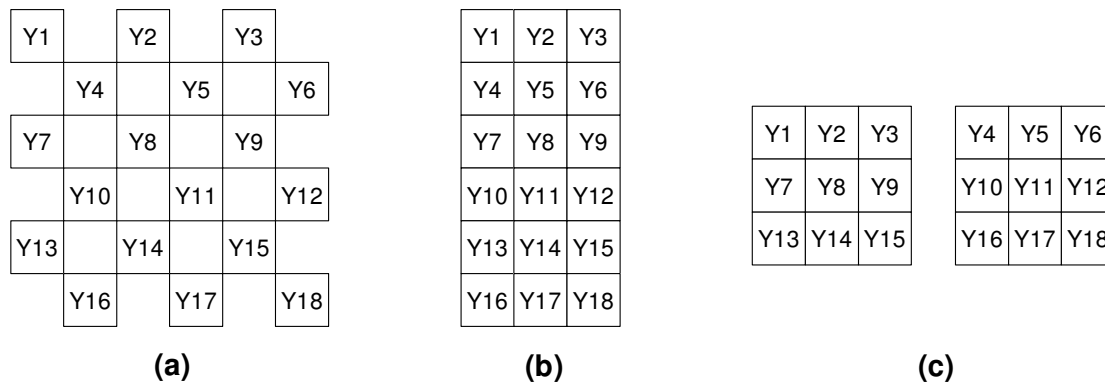 Y1 Y2 Y3
Y4 Y5 Y6
Y7 Y8 Y9
Y10 Y11 Y12
Y13 Y14 Y15
Y16 Y17 Y18
(a)
Y1 Y2 Y3
Y4 Y5 Y6
Y7 Y8 Y9
Y10 Y11 Y12
Y13 Y14 Y15
Y16 Y17 Y18
(b)
Y1 Y2 Y3
Y7 Y8 Y9
Y13 Y14 Y15
Y4 Y5 Y6
Y10 Y11 Y12
Y16 Y17 Y18
(c)